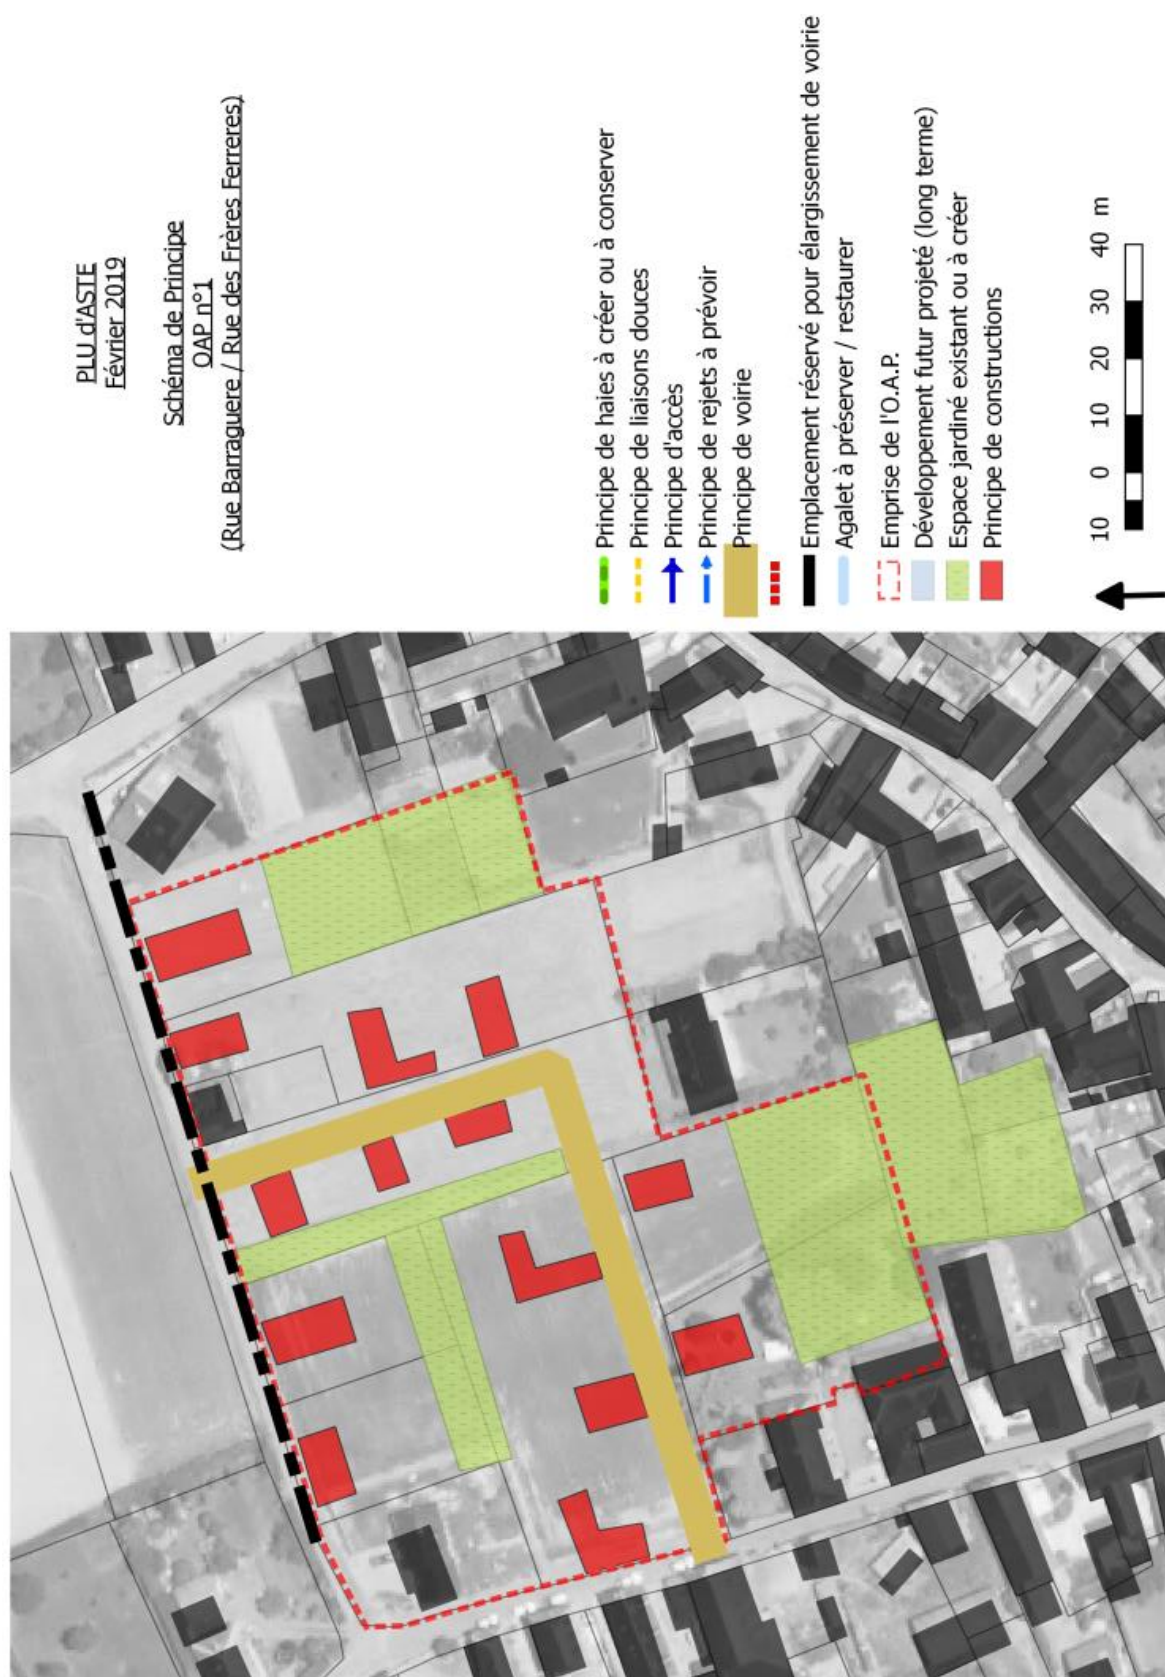 PLU d'ASTE
Février 2019
Schéma de Principe
OAP n°1
(Rue Barraguere / Rue des Frères Ferreres)
Principe de haies à créer ou à conserver
Principe de liaisons douces
Principe d'accès
Principe de rejets à prévoir
Principe de voirie
Emplacement réservé pour élargissement de voirie
Agalet à préserver / restaurer
Emprise de l'O.A.P.
Développement futur projeté (long terme)
Espace jardiné existant ou à créer
Principe de constructions
10 0 10 20 30 40 m